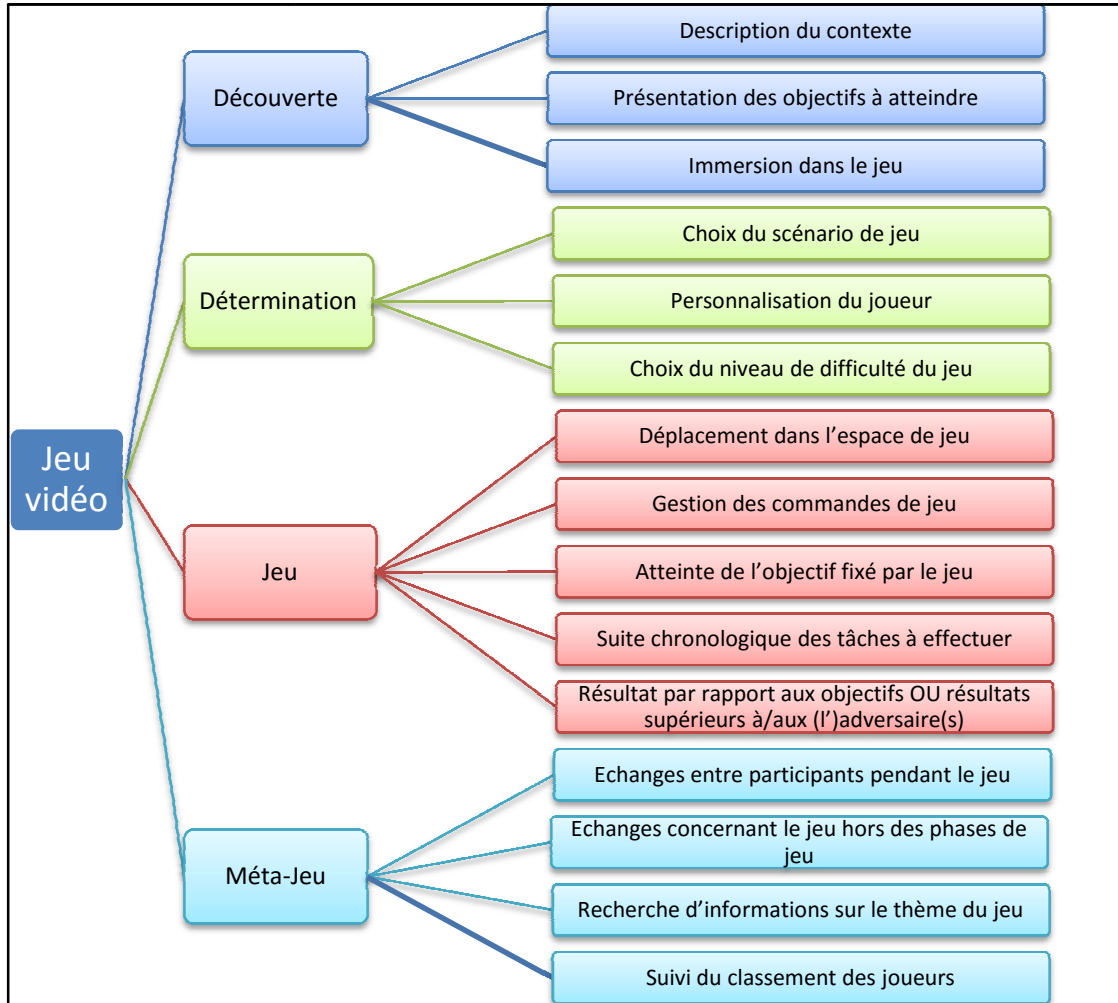 Jeu
vidéo
Découverte
Description du contexte
Présentation des objectifs à atteindre
Immersion dans le jeu
Détermination
Choix du scénario de jeu
Personnalisation du joueur
Choix du niveau de difficulté du jeu
Jeu
Déplacement dans l’espace de jeu
Gestion des commandes de jeu
Atteinte de l’objectif fixé par le jeu
Suite chronologique des tâches à effectuer
Résultat par rapport aux objectifs OU résultats
supérieurs à/aux (l’)adversaire(s)
Méta-Jeu
Echanges entre participants pendant le jeu
Echanges concernant le jeu hors des phases de
jeu
Recherche d’informations sur le thème du jeu
Suivi du classement des joueurs